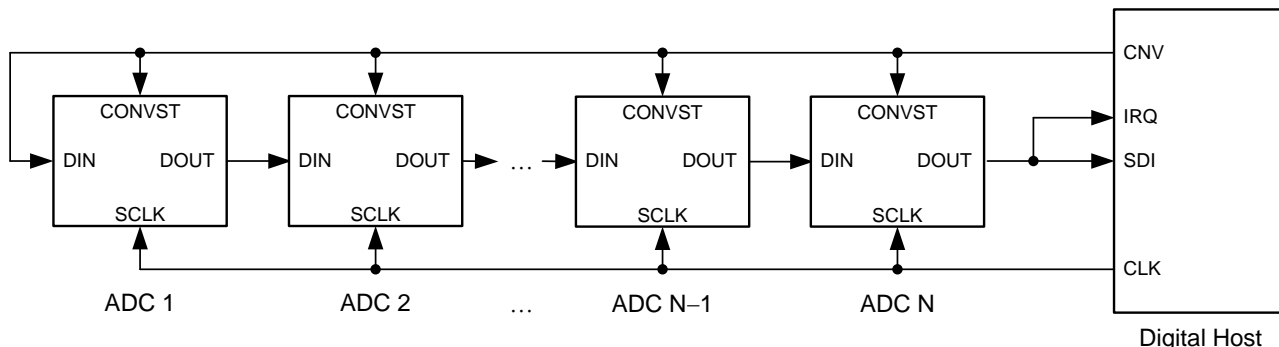 CNV
CONVST CONVST CONVST CONVST
IRQ
DIN DOUT DIN DOUT … DIN DOUT DIN DOUT SDI
SCLK SCLK SCLK SCLK
CLK
ADC 1 ADC 2 … ADC N−1 ADC N
Digital Host